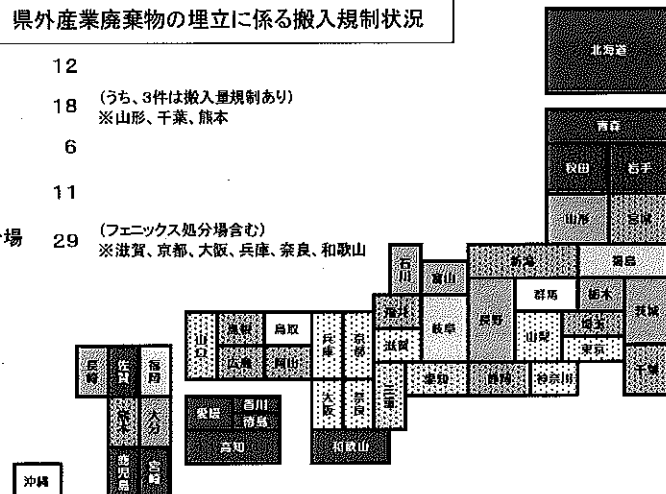 県外産業廃棄物の埋立に係る搬入規制状況
12
18 (うち、3件は搬入量規制あり)
※山形、千葉、熊本
6
11
場 29 (フェニックス処分場含む)
※滋賀、京都、大阪、兵庫、奈良、和歌山
北海道
青森
秋田 岩手
山形 宮城
石川 富山 新潟 福島
福井 岐阜 長野 群馬 栃木 茨城
山口 島根 鳥取 兵庫 京都 滋賀 山梨 埼玉
広島 岡山 東京
長崎 佐賀 福岡 大阪 奈良 三重 愛知 静岡 神奈川 千葉
熊本 大分 愛媛 香川
徳島
高知 和歌山
沖縄 鹿児島 宮崎